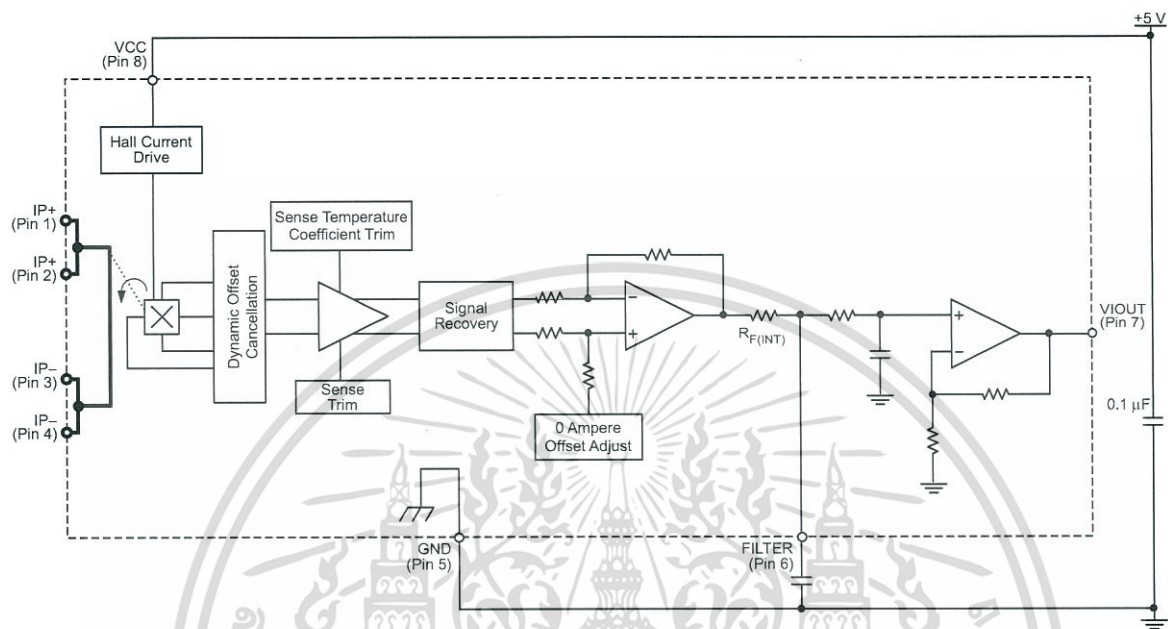 +5 V
VCC
(Pin 8)
Hall Current
Drive
IP+
(Pin 1)
IP+
(Pin 2)
IP−
(Pin 3)
IP−
(Pin 4)
Dynamic Offset
Cancellation
Sense Temperature
Coefficient Trim
Sense
Trim
Signal
Recovery
0 Ampere
Offset Adjust
−
+
RF(INT)
+
−
VIOUT
(Pin 7)
0.1 µF
GND
(Pin 5)
FILTER
(Pin 6)